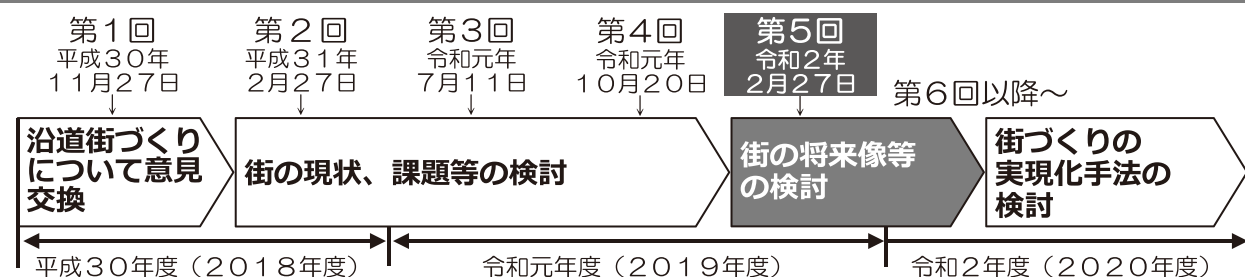 第１回
平成３０年
１１月２７日
第２回
平成３１年
２月２７日
第３回
令和元年
７月１１日
第４回
令和元年
１０月２０日
第５回
令和２年
２月２７日
第６回以降～
沿道街づくり
について意見
交換
街の現状、課題等の検討
街の将来像等
の検討
街づくりの
実現化手法の
検討
平成３０年度（２０１８年度）
令和元年度（２０１９年度）
令和２年度（２０２０年度）